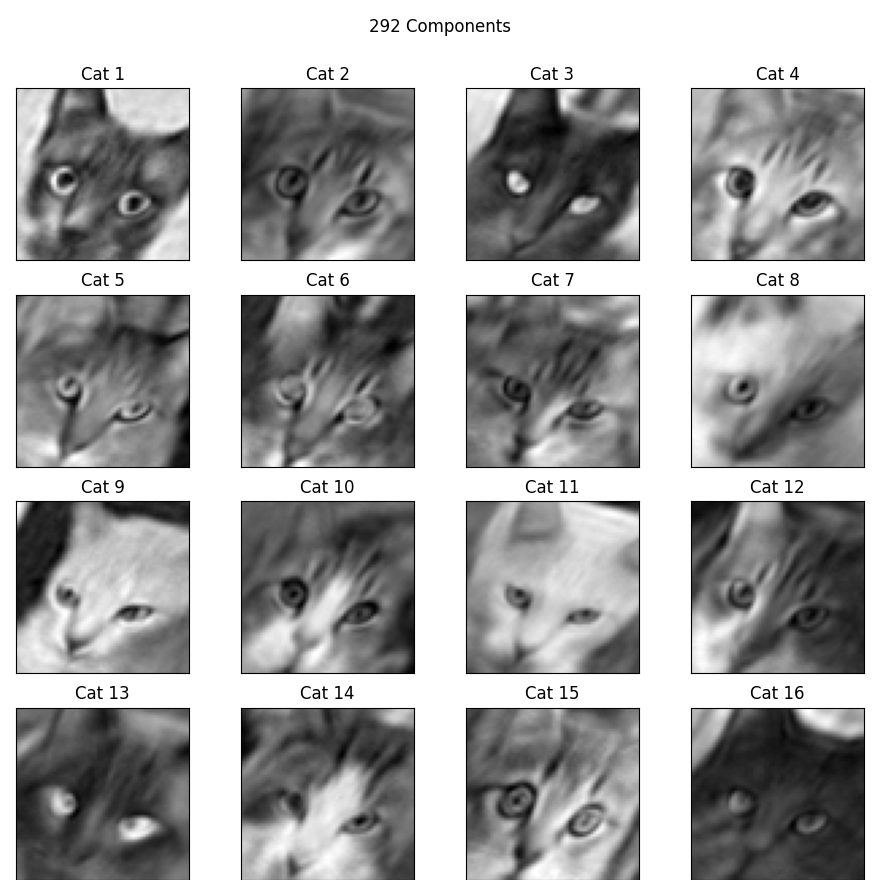 292 Components
Cat 1 Cat 2 Cat 3 Cat 4
Cat 5 Cat 6 Cat 7 Cat 8
Cat 9 Cat 10 Cat 11 Cat 12
Cat 13 Cat 14 Cat 15 Cat 16